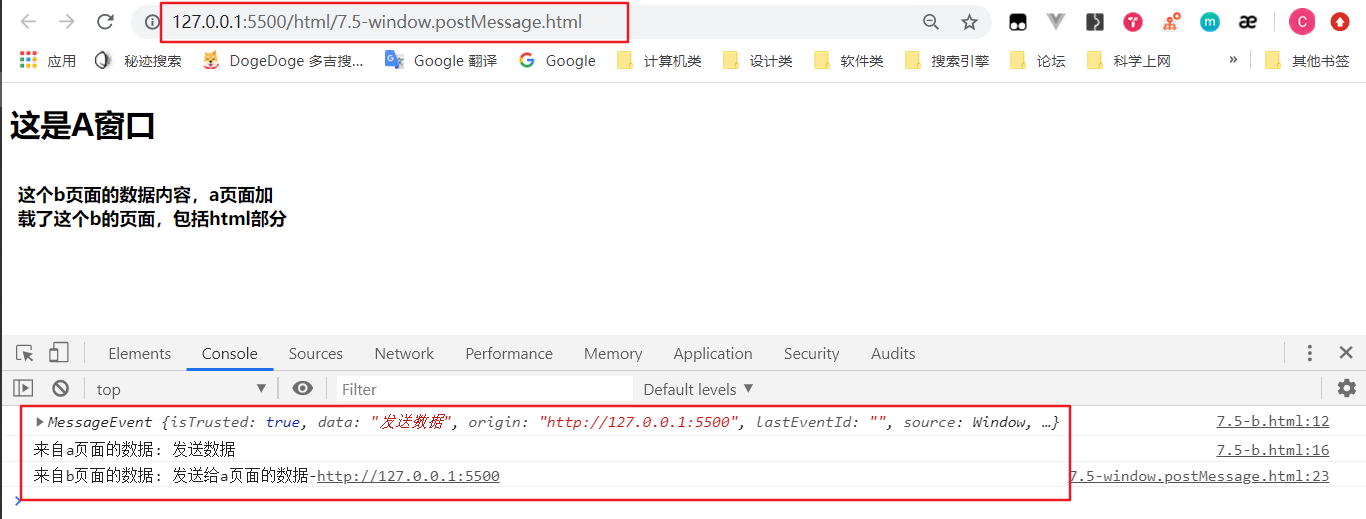 127.0.0.1:5500/html/7.5-window.postMessage.html
C
应用 秘迹搜索 DogeDoge 多吉搜... Google 翻译 Google 计算机类 设计类 软件类 搜索引擎 论坛 科学上网 » 其他书签
这是A窗口
这个b页面的数据内容，a页面加
载了这个b的页面，包括html部分
Elements Console Sources Network Performance Memory Application Security Audits
top Filter Default levels
MessageEvent {isTrusted: true, data: "发送数据", origin: "http://127.0.0.1:5500", lastEventId: "", source: Window, …} 7.5-b.html:12
来自a页面的数据: 发送数据 7.5-b.html:16
来自b页面的数据: 发送给a页面的数据-http://127.0.0.1:5500 7.5-window.postMessage.html:23